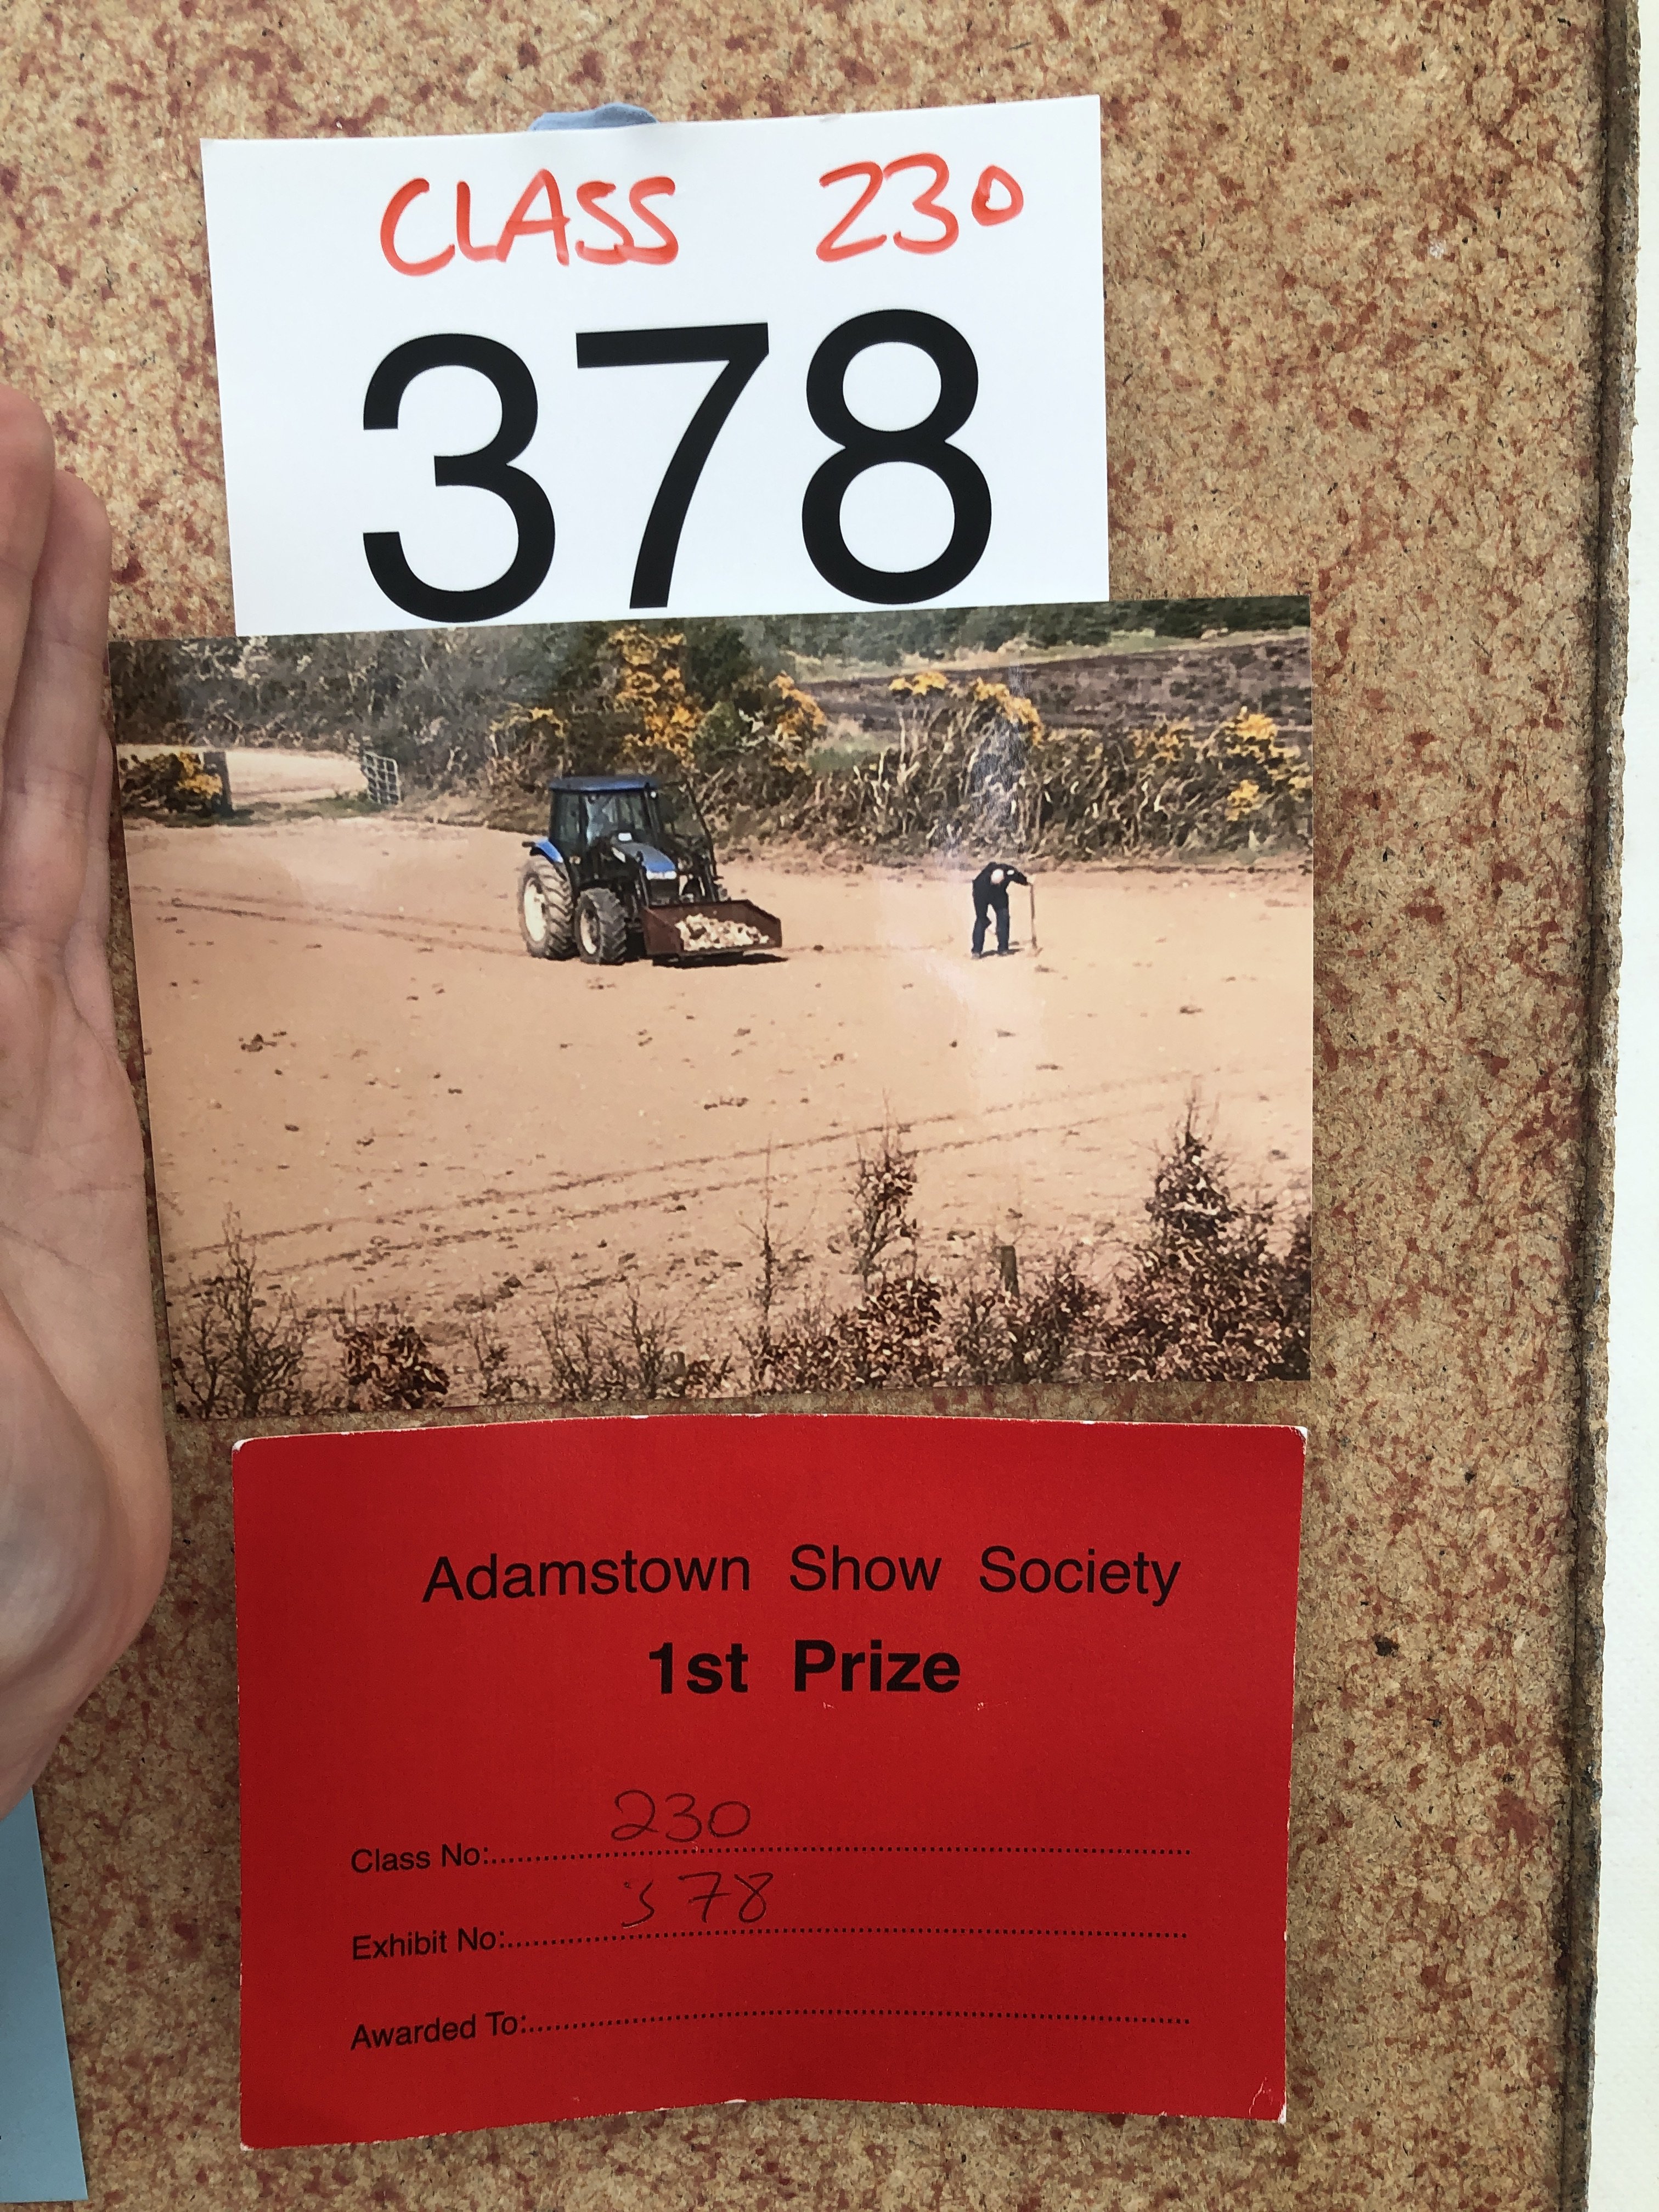 CLASS 230
378
Adamstown Show Society
1st Prize
Class No: 230
Exhibit No: 378
Awarded To: